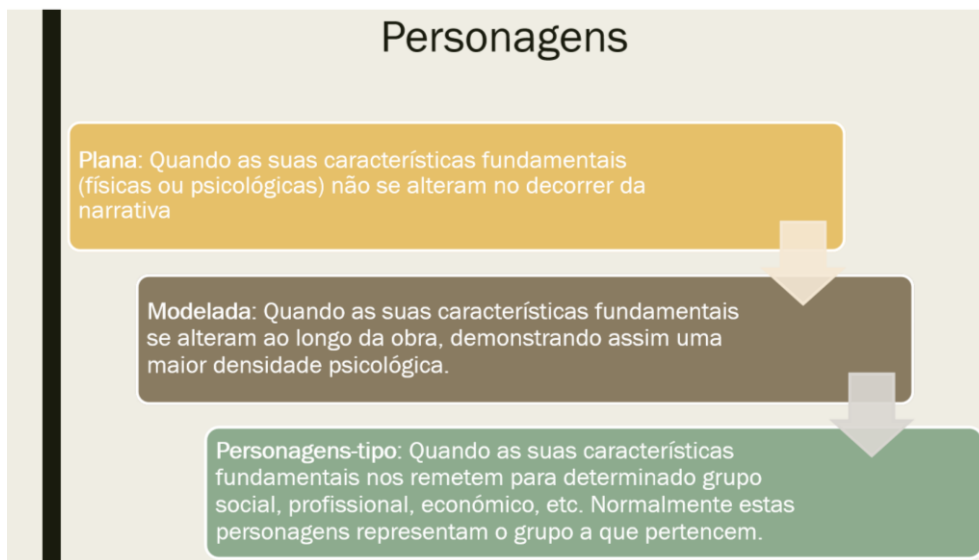 Personagens
Plana: Quando as suas características fundamentais
(físicas ou psicológicas) não se alteram no decorrer da
narrativa
Modelada: Quando as suas características fundamentais
se alteram ao longo da obra, demonstrando assim uma
maior densidade psicológica.
Personagens-tipo: Quando as suas características
fundamentais nos remetem para determinado grupo
social, profissional, económico, etc. Normalmente estas
personagens representam o grupo a que pertencem.